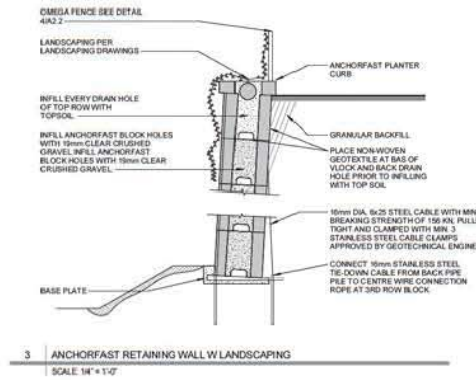 OMEGA FENCE SEE DETAIL
4/A2.2
LANDSCAPING PER
LANDSCAPING DRAWINGS
INFILL EVERY DRAIN HOLE
OF TOP ROW WITH
TOPSOIL
INFILL ANCHORFAST BLOCK HOLES
WITH 19mm CLEAR CRUSHED
GRAVEL INFILL ANCHORFAST
BLOCK HOLES WITH 19mm CLEAR
CRUSHED GRAVEL
BASE PLATE
ANCHORFAST PLANTER
CURB
GRANULAR BACKFILL
PLACE NON-WOVEN
GEOTEXTILE AT BAS OF
VLOCK AND BACK DRAIN
HOLE PRIOR TO INFILLING
WITH TOP SOIL
16mm DIA. 6x25 STEEL CABLE WITH MIN
BREAKING STRENGTH OF 156 KN, PULL
TIGHT AND CLAMPED WITH MIN. 3
STAINLESS STEEL CABLE CLAMPS
APPROVED BY GEOTECHNICAL ENGINE
CONNECT 16mm STAINLESS STEEL
TIE-DOWN CABLE FROM BACK PIPE
PILE TO CENTRE WIRE CONNECTION
ROPE AT 3RD ROW BLOCK
3 ANCHORFAST RETAINING WALL W LANDSCAPING
SCALE: 1/4" = 1'-0"